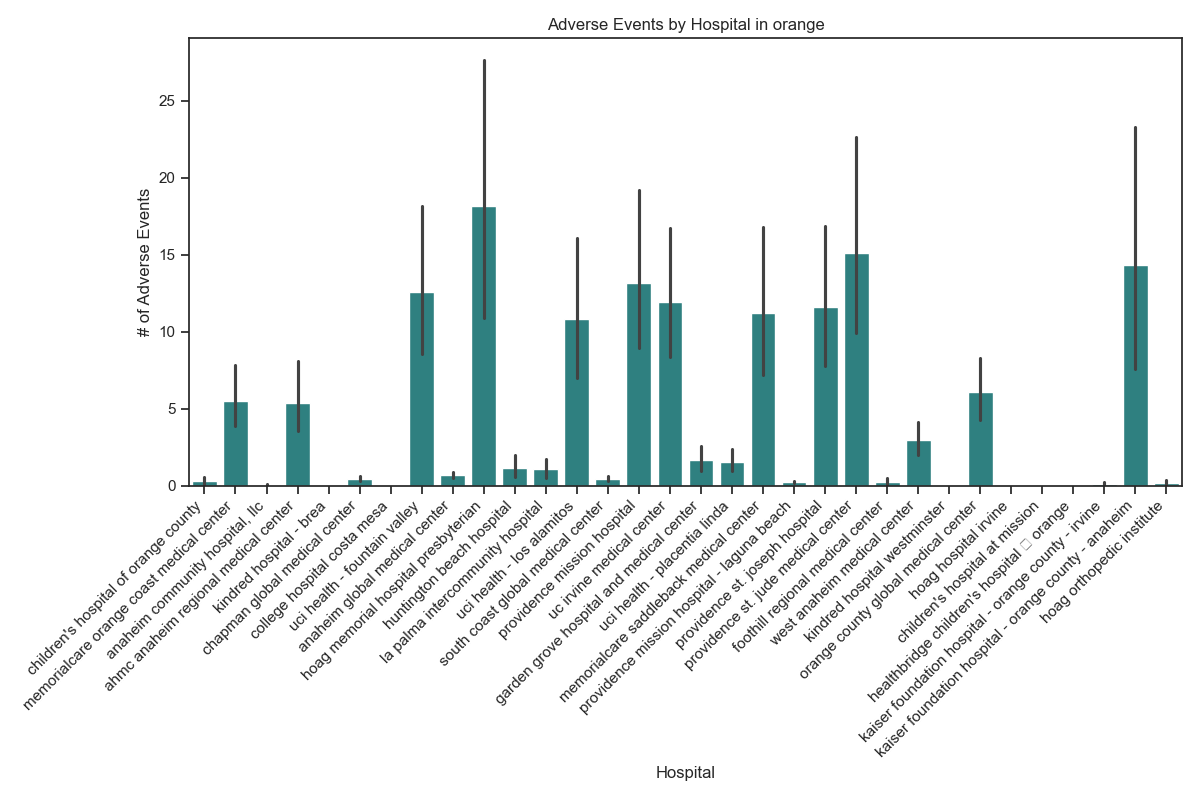 Adverse Events by Hospital in orange
# of Adverse Events
25
20
15
10
5
0
children's hospital of orange county
memorialcare orange coast medical center
anaheim community hospital, llc
ahmc anaheim regional medical center
kindred hospital - brea
chapman global medical center
college hospital costa mesa
uci health - fountain valley
anaheim global medical center
hoag memorial hospital presbyterian
huntington beach hospital
la palma intercommunity hospital
uci health - los alamitos
south coast global medical center
providence mission hospital
uc irvine medical center
garden grove hospital and medical center
uci health - placentia linda
memorialcare saddleback medical center
providence mission hospital - laguna beach
providence st. joseph hospital
providence st. jude medical center
foothill regional medical center
west anaheim medical center
kindred hospital westminster
orange county global medical center
hoag hospital irvine
children's hospital at mission
healthbridge children's hospital □ orange
kaiser foundation hospital - orange county - irvine
kaiser foundation hospital - orange county - anaheim
hoag orthopedic institute
Hospital